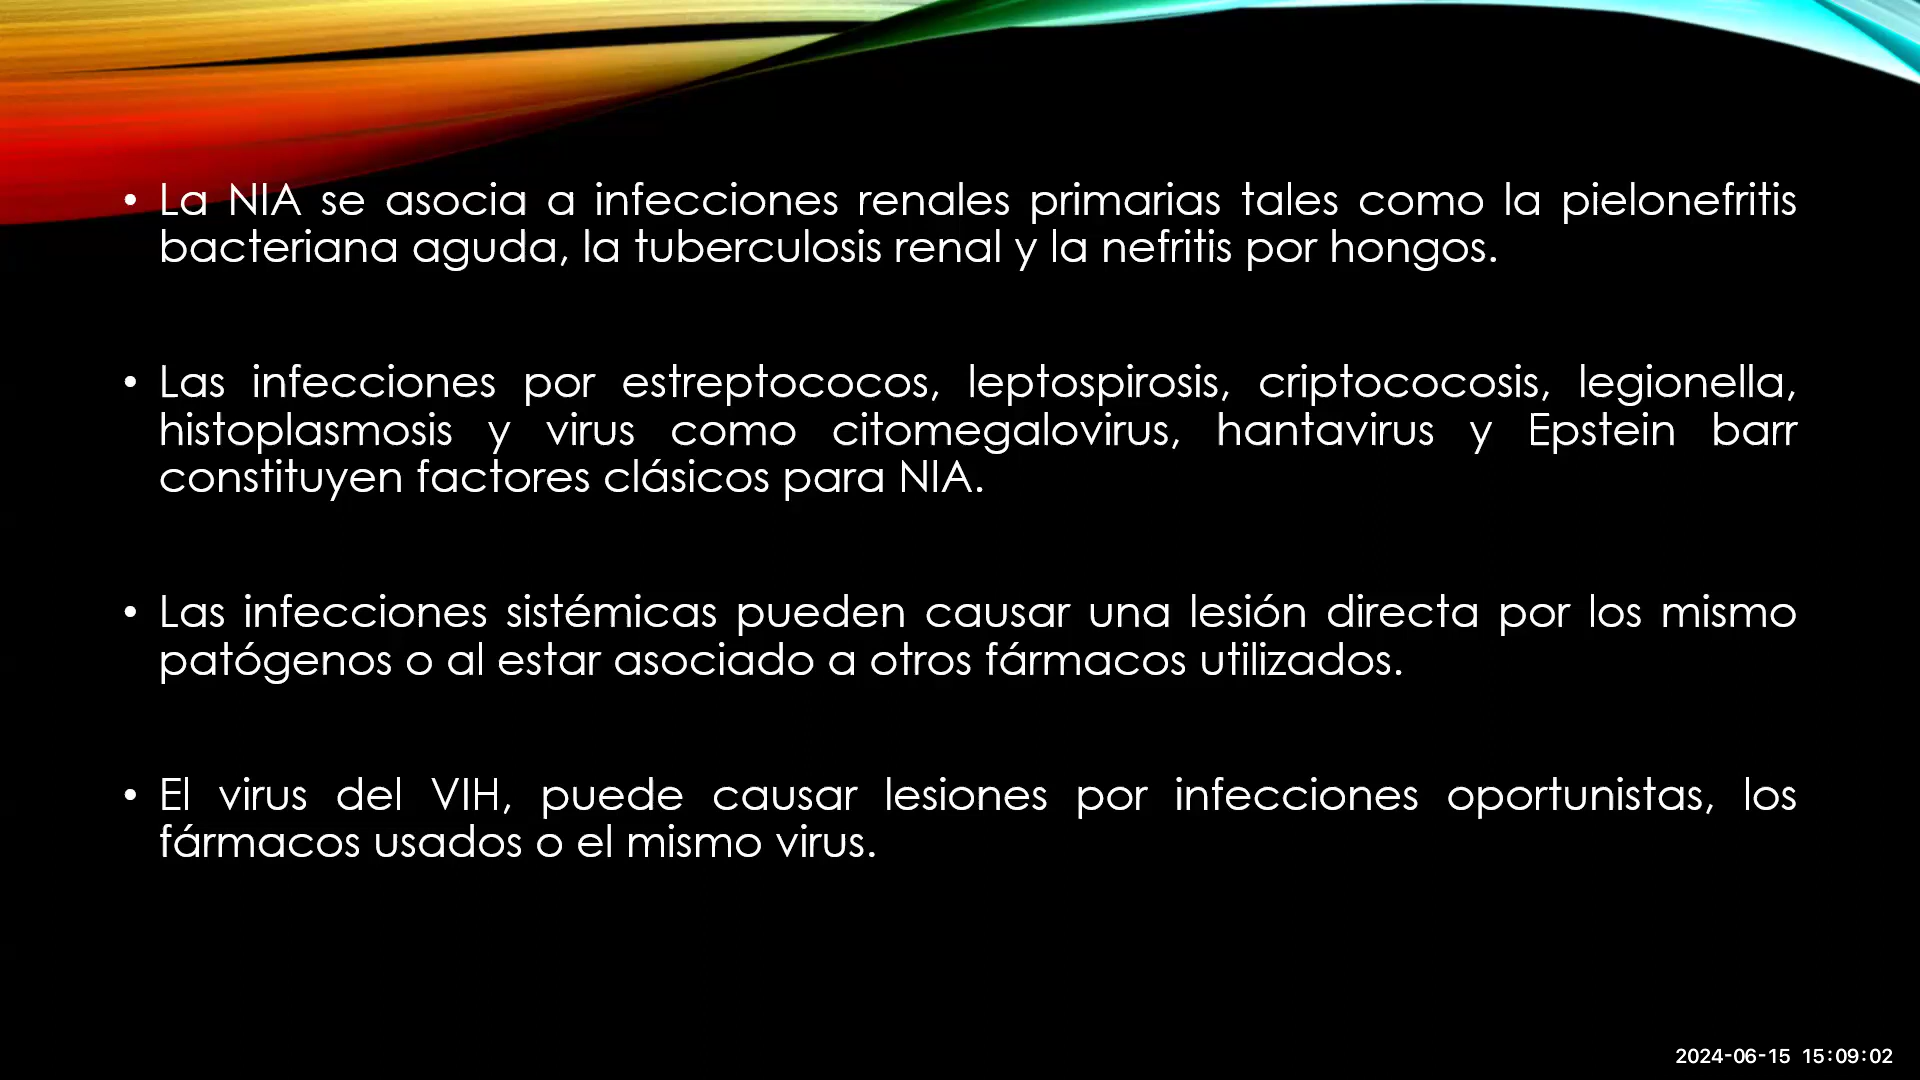 • La NIA se asocia a infecciones renales primarias tales como la pielonefritis
bacteriana aguda, la tuberculosis renal y la nefritis por hongos.
• Las infecciones por estreptococos, leptospirosis, criptococosis, legionella,
histoplasmosis y virus como citomegalovirus, hantavirus y Epstein barr
constituyen factores clásicos para NIA.
• Las infecciones sistémicas pueden causar una lesión directa por los mismo
patógenos o al estar asociado a otros fármacos utilizados.
• El virus del VIH, puede causar lesiones por infecciones oportunistas, los
fármacos usados o el mismo virus.
2024-06-15 15:09:02